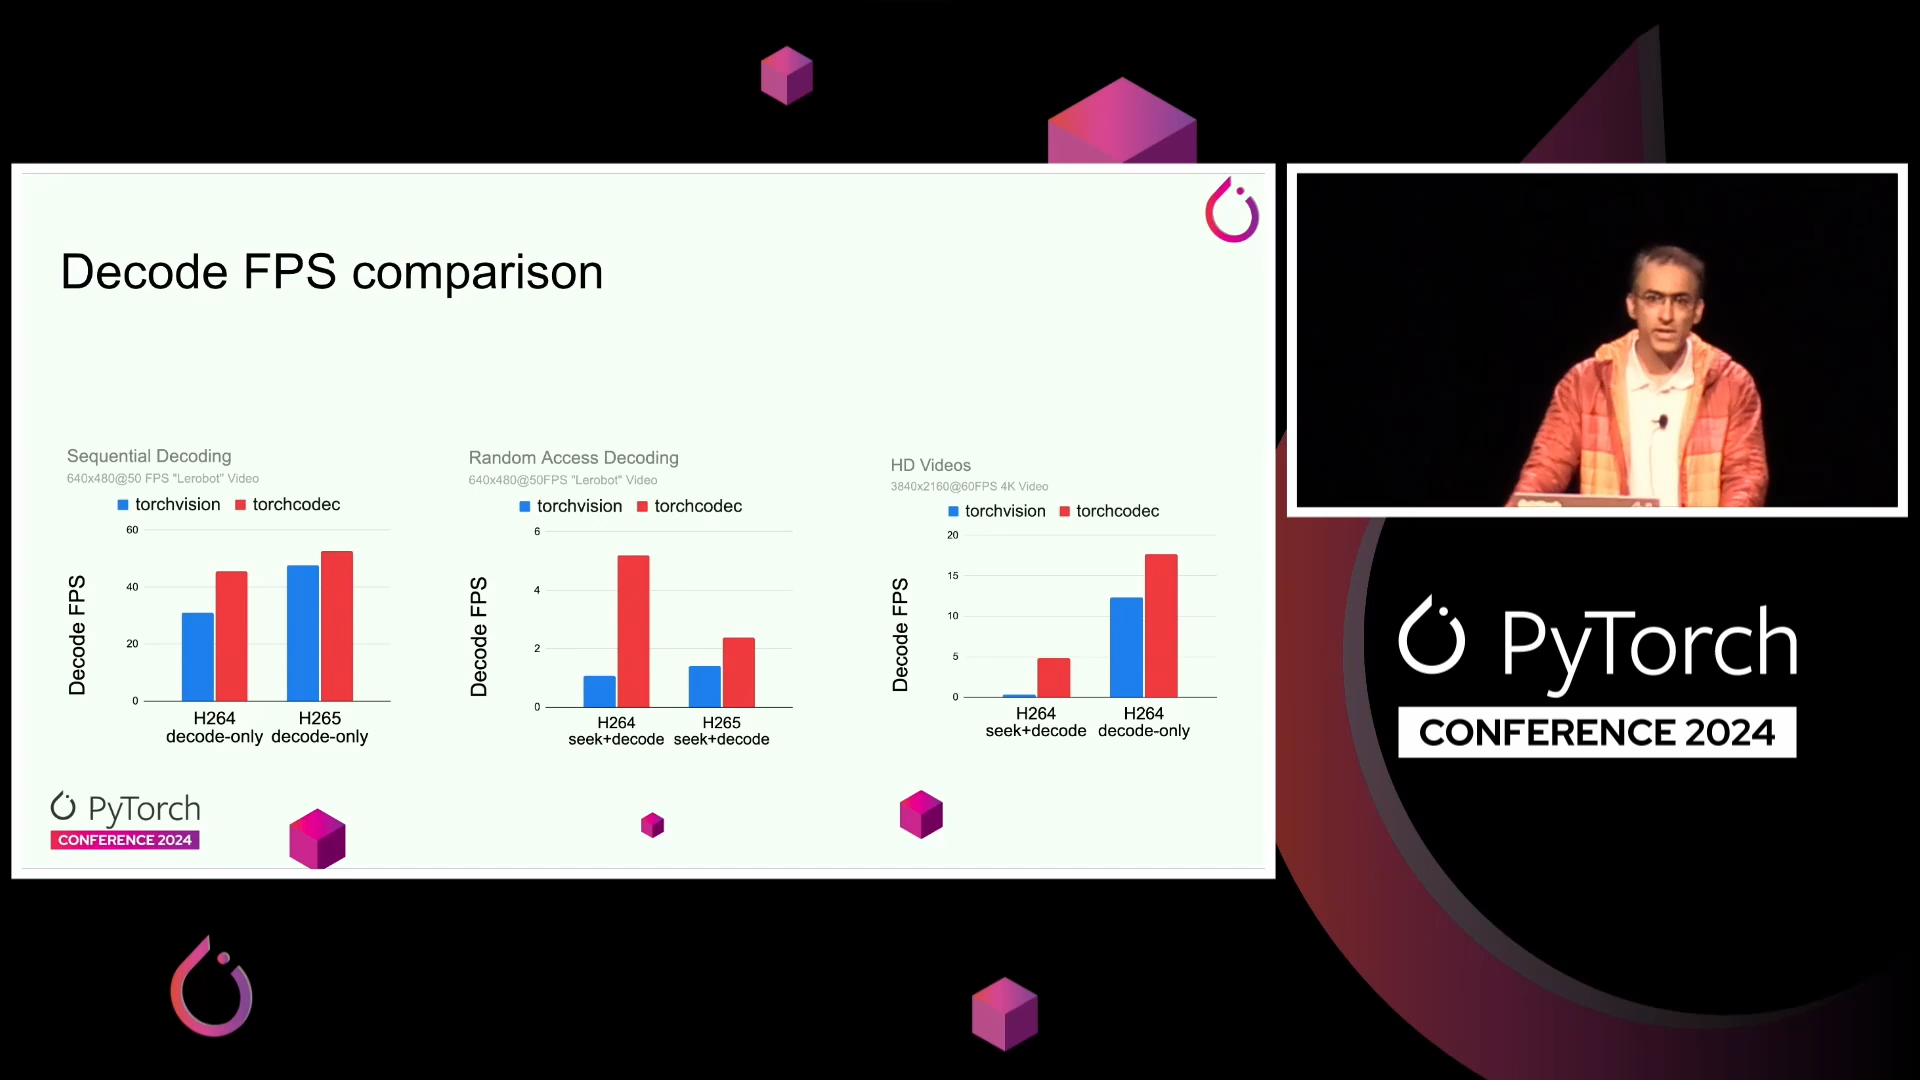 Decode FPS comparison
Sequential Decoding
640x480@50 FPS "Lerobot" Video
torchvision torchcodec
60
40
20
0
Decode FPS
H264 decode-only
H265 decode-only
Random Access Decoding
640x480@50FPS "Lerobot" Video
torchvision torchcodec
6
4
2
0
Decode FPS
H264 seek+decode
H265 seek+decode
HD Videos
3840x2160@60FPS 4K Video
torchvision torchcodec
20
15
10
5
0
Decode FPS
H264 seek+decode
H264 decode-only
PyTorch
CONFERENCE 2024
PyTorch
CONFERENCE 2024